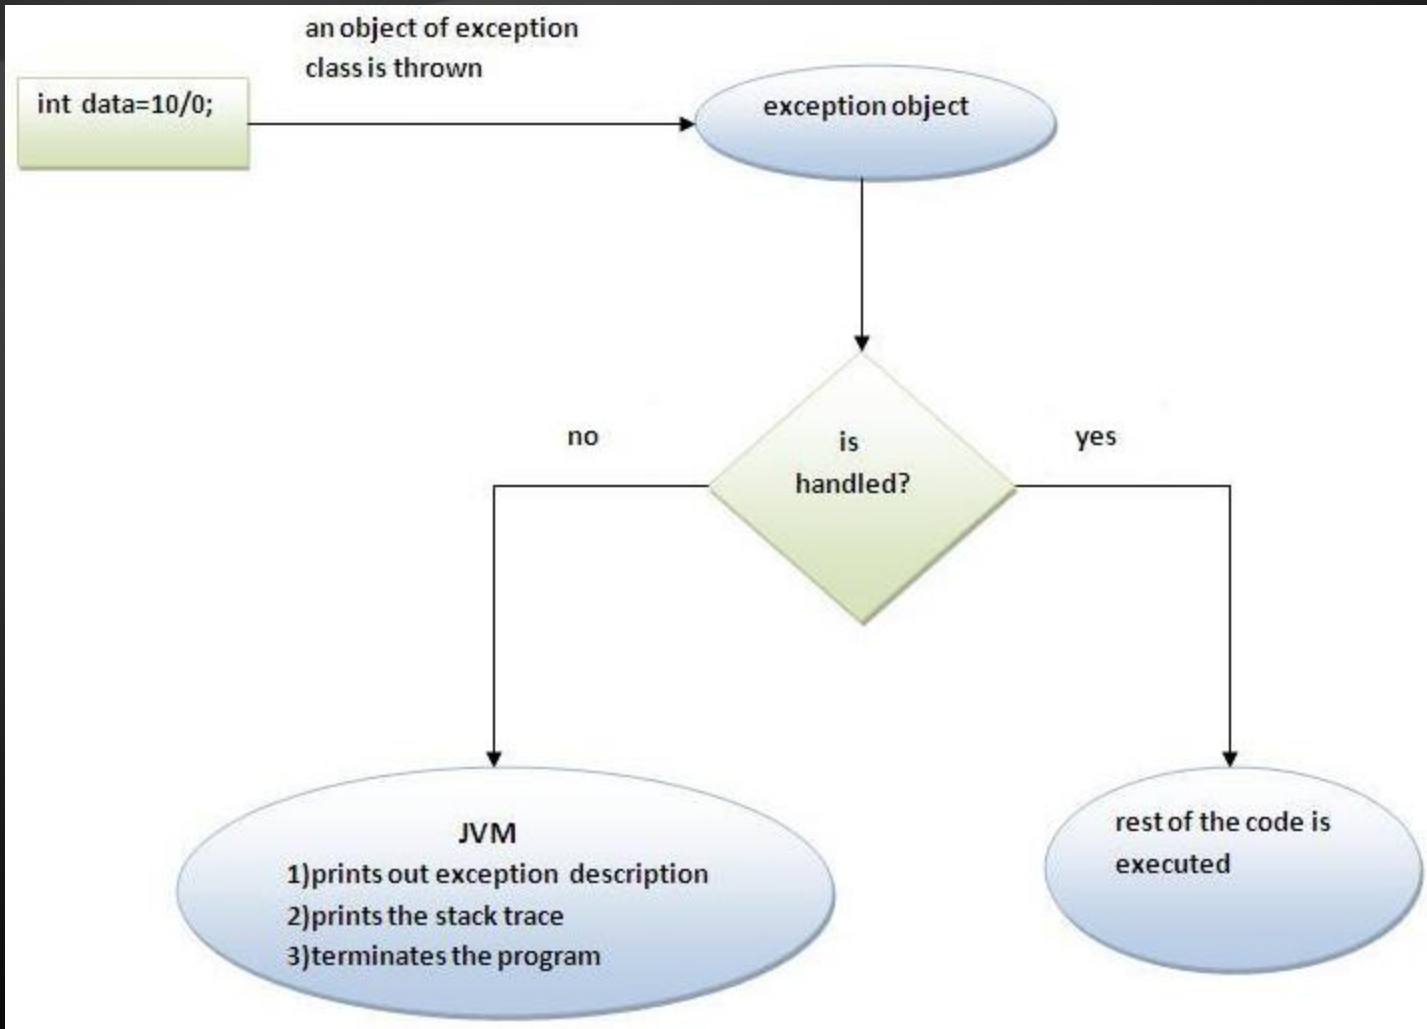 an object of exception
class is thrown
int data=10/0;
exception object
is
handled?
no
yes
JVM
1)prints out exception description
2)prints the stack trace
3)terminates the program
rest of the code is
executed